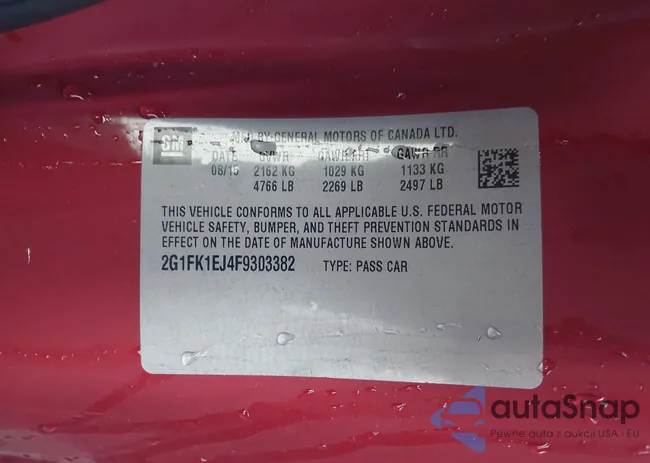 GM
MFD BY GENERAL MOTORS OF CANADA LTD.
DATE GVWR GAWR FRT GAWR RR
08/15 2162 KG 1029 KG 1133 KG
4766 LB 2269 LB 2497 LB
THIS VEHICLE CONFORMS TO ALL APPLICABLE U.S. FEDERAL MOTOR
VEHICLE SAFETY, BUMPER, AND THEFT PREVENTION STANDARDS IN
EFFECT ON THE DATE OF MANUFACTURE SHOWN ABOVE.
2G1FK1EJ4F9303382 TYPE: PASS CAR
autaSnap
Pewne auta z aukcji USA i EU